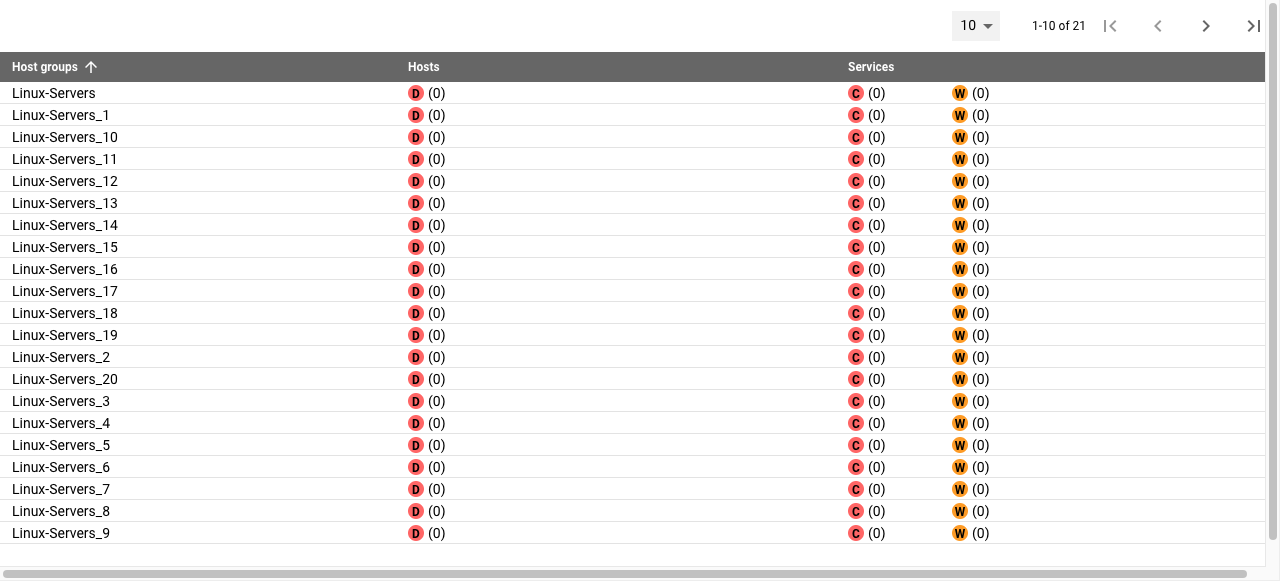 10 1-10 of 21
Host groups Hosts Services
Linux-Servers D (0) C (0) W (0)
Linux-Servers_1 D (0) C (0) W (0)
Linux-Servers_10 D (0) C (0) W (0)
Linux-Servers_11 D (0) C (0) W (0)
Linux-Servers_12 D (0) C (0) W (0)
Linux-Servers_13 D (0) C (0) W (0)
Linux-Servers_14 D (0) C (0) W (0)
Linux-Servers_15 D (0) C (0) W (0)
Linux-Servers_16 D (0) C (0) W (0)
Linux-Servers_17 D (0) C (0) W (0)
Linux-Servers_18 D (0) C (0) W (0)
Linux-Servers_19 D (0) C (0) W (0)
Linux-Servers_2 D (0) C (0) W (0)
Linux-Servers_20 D (0) C (0) W (0)
Linux-Servers_3 D (0) C (0) W (0)
Linux-Servers_4 D (0) C (0) W (0)
Linux-Servers_5 D (0) C (0) W (0)
Linux-Servers_6 D (0) C (0) W (0)
Linux-Servers_7 D (0) C (0) W (0)
Linux-Servers_8 D (0) C (0) W (0)
Linux-Servers_9 D (0) C (0) W (0)